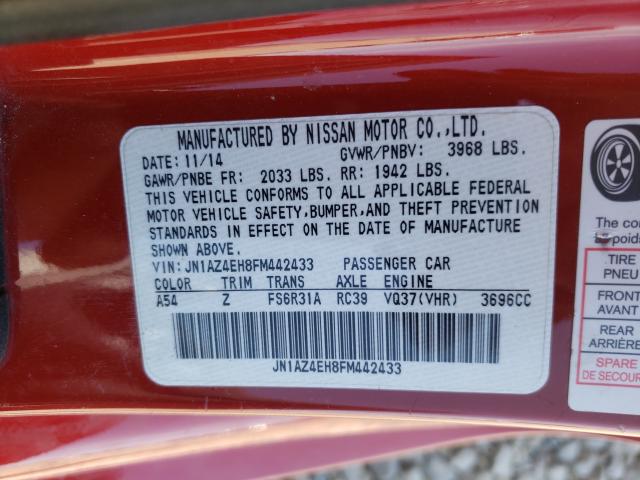 MANUFACTURED BY NISSAN MOTOR CO.,LTD.
DATE: 11/14 GVWR/PNBV: 3968 LBS.
GAWR/PNBE FR: 2033 LBS. RR: 1942 LBS.
THIS VEHICLE CONFORMS TO ALL APPLICABLE FEDERAL
MOTOR VEHICLE SAFETY,BUMPER,AND THEFT PREVENTION
STANDARDS IN EFFECT ON THE DATE OF MANUFACTURE
SHOWN ABOVE.
VIN: JN1AZ4EH8FM442433 PASSENGER CAR
COLOR TRIM TRANS AXLE ENGINE
A54 Z FS6R31A RC39 VQ37(VHR) 3696CC
JN1AZ4EH8FM442433
The
poids
TIRE
PNEU
FRONT
AVANT
REAR
ARRIÈRE
SPARE
DE